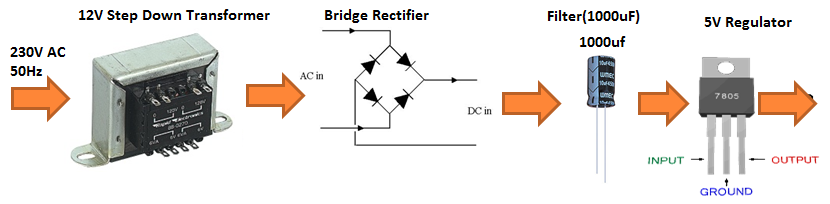 12V Step Down Transformer
Bridge Rectifier
Filter(1000uF)
1000uf
5V Regulator
230V AC
50Hz
AC in
DC in
7805
INPUT
OUTPUT
GROUND